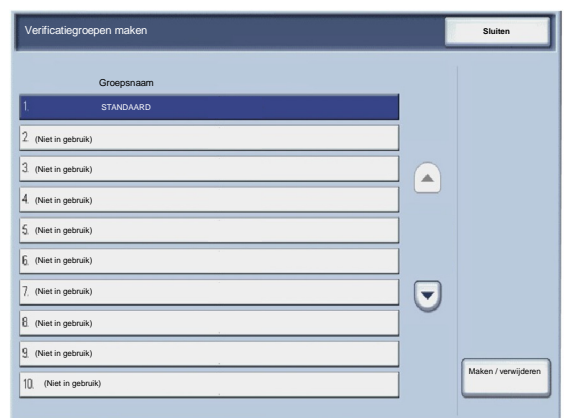 Verificatiegroepen maken
Sluiten
Groepsnaam
1. STANDAARD
2. (Niet in gebruik)
3. (Niet in gebruik)
4. (Niet in gebruik)
5. (Niet in gebruik)
6. (Niet in gebruik)
7. (Niet in gebruik)
8. (Niet in gebruik)
9. (Niet in gebruik)
10. (Niet in gebruik)
Maken / verwijderen